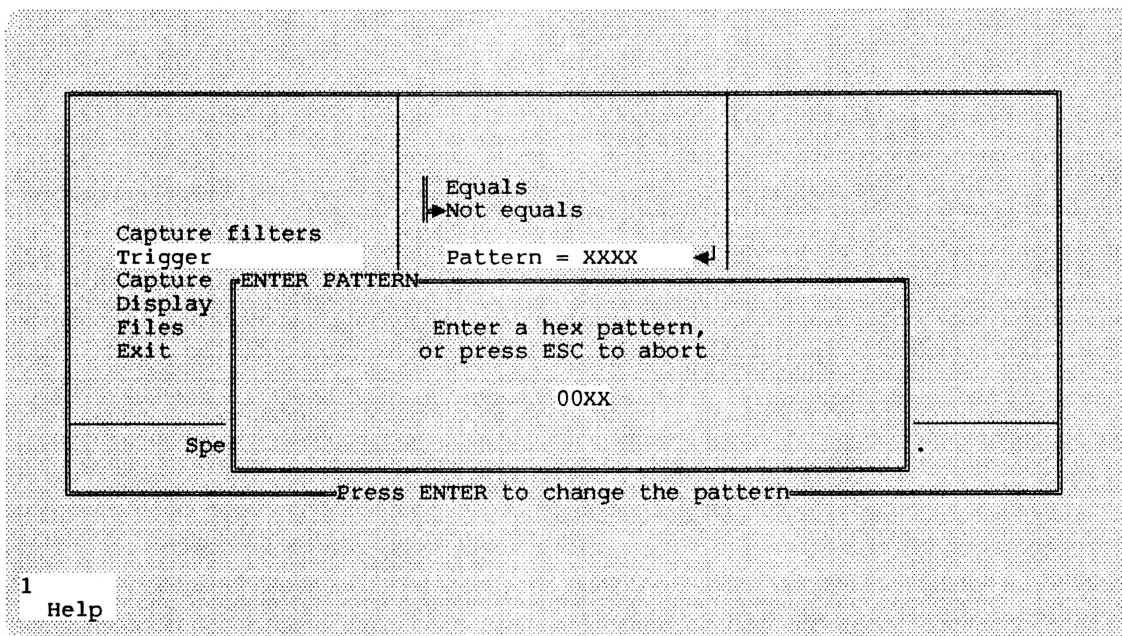 Equals
Not equals
Capture filters
Trigger
Pattern = XXXX
Capture
ENTER PATTERN
Display
Files
Exit
Enter a hex pattern,
or press ESC to abort
00XX
Spe
.
Press ENTER to change the pattern
1
Help